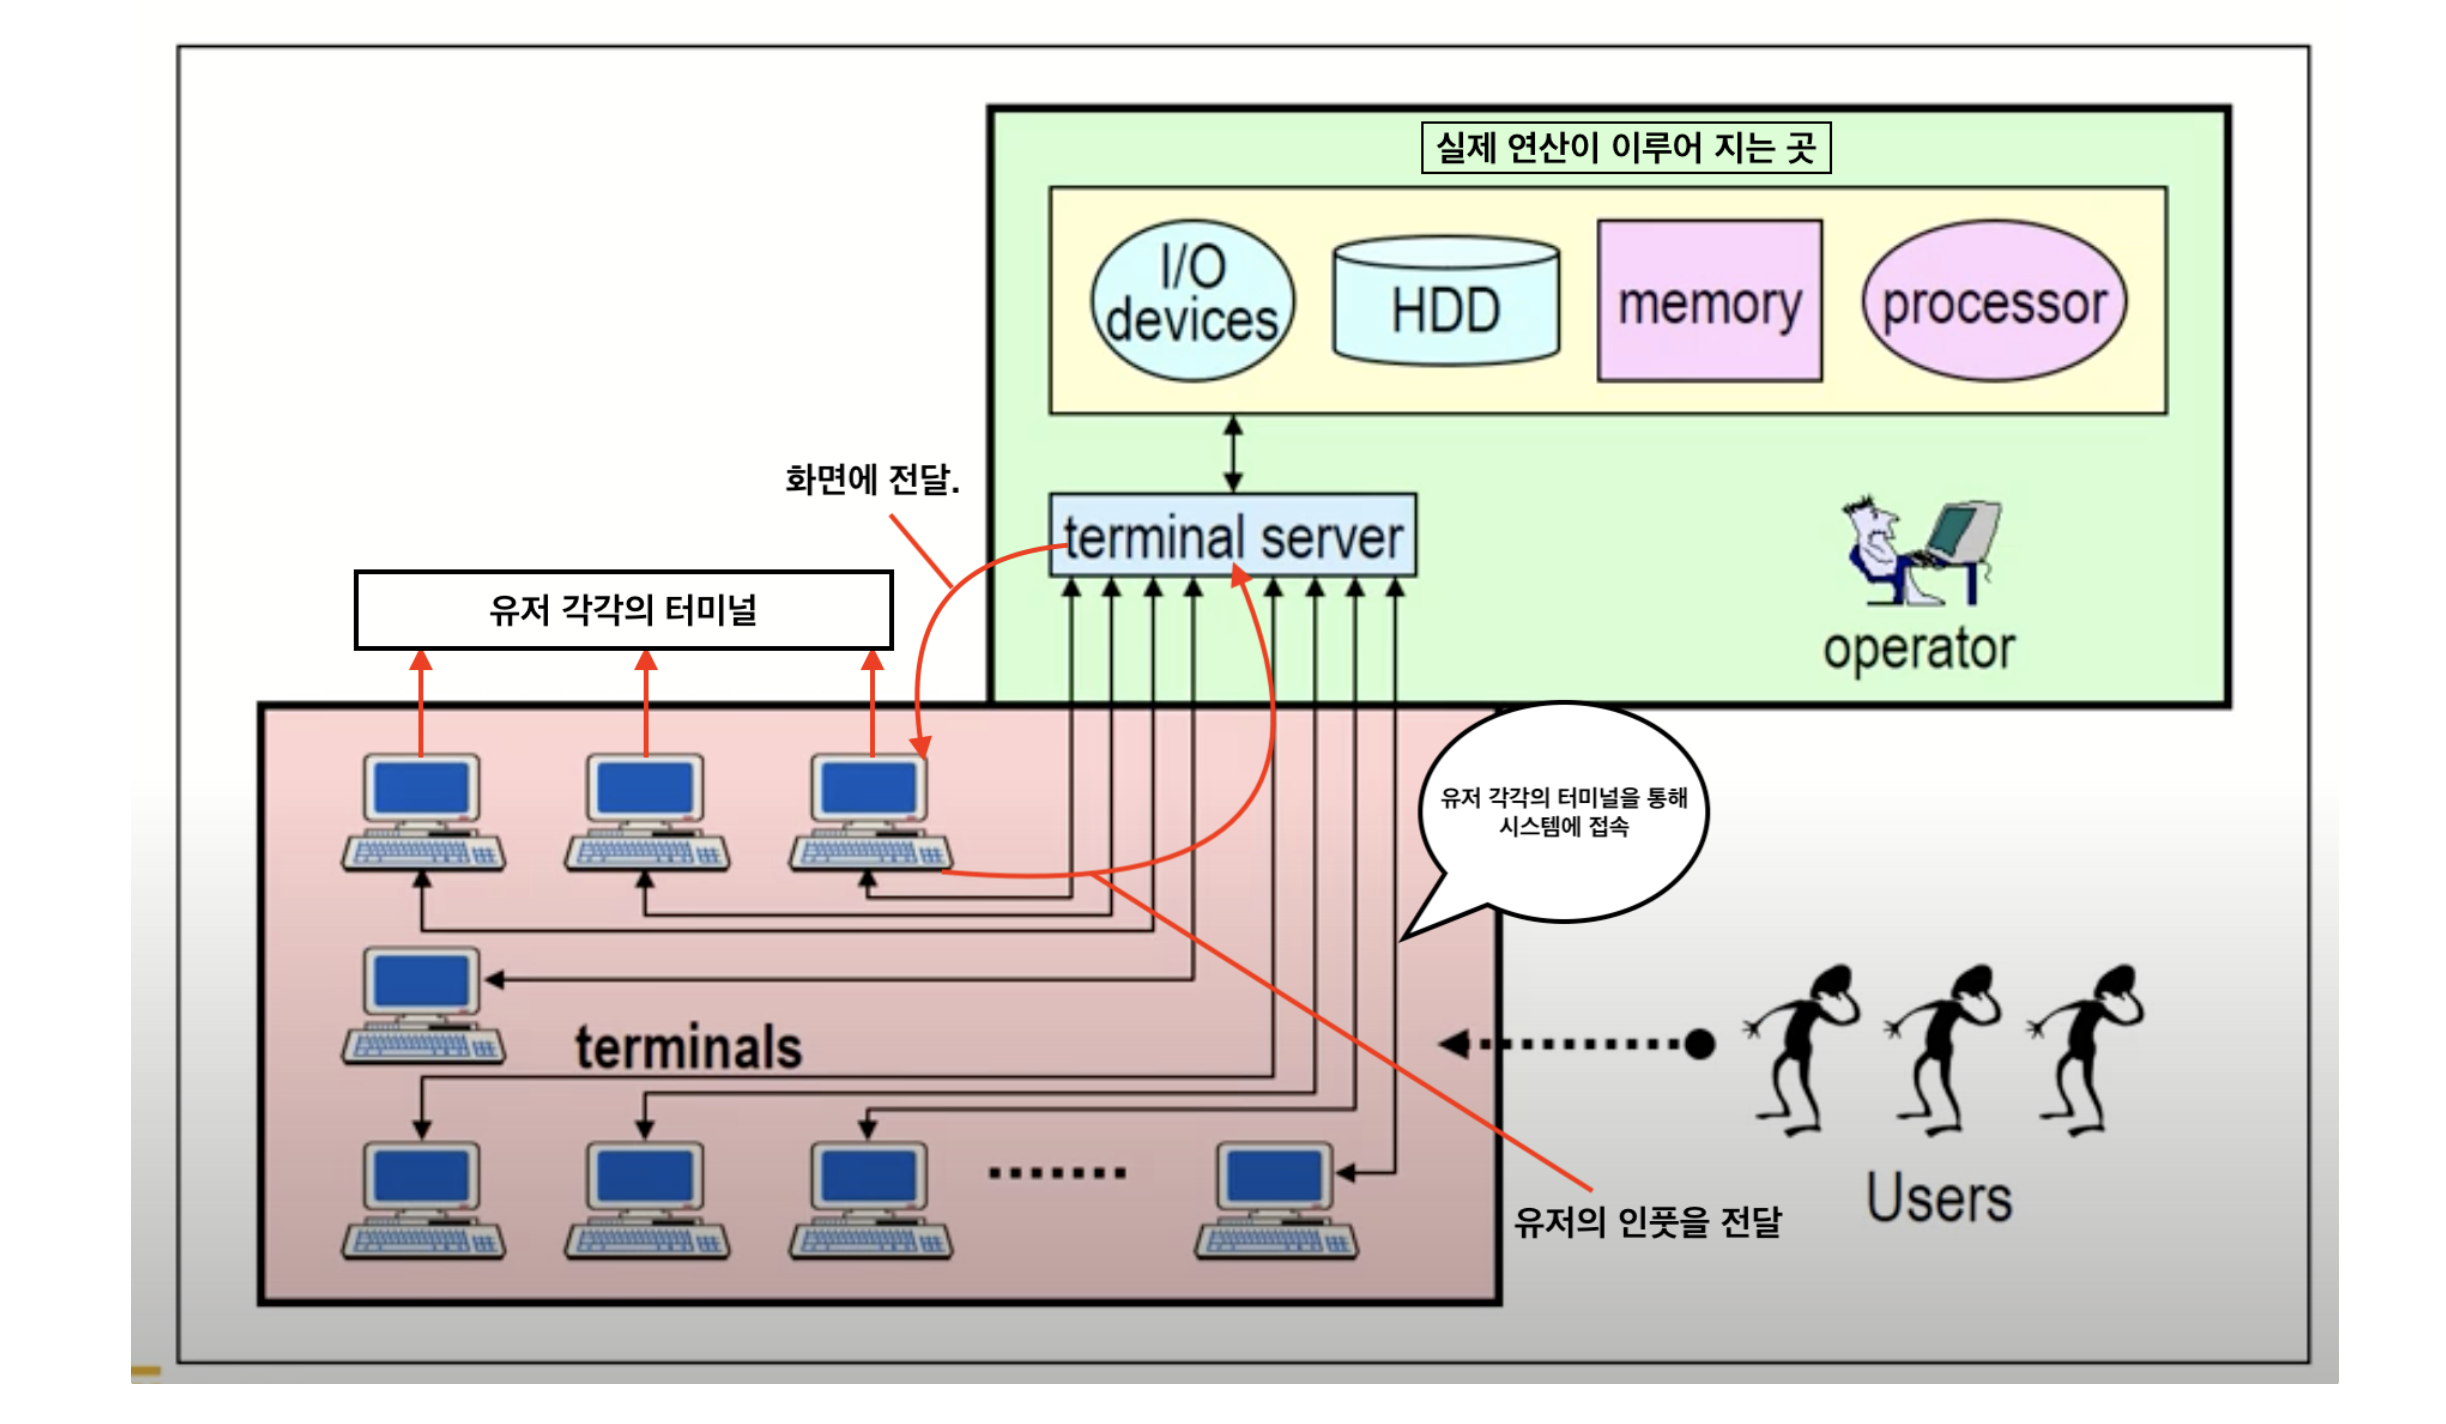 실제 연산이 이루어 지는 곳
I/O
devices
HDD
memory
processor
화면에 전달.
terminal server
유저 각각의 터미널
operator
유저 각각의 터미널을 통해
시스템에 접속
terminals
Users
유저의 인풋을 전달